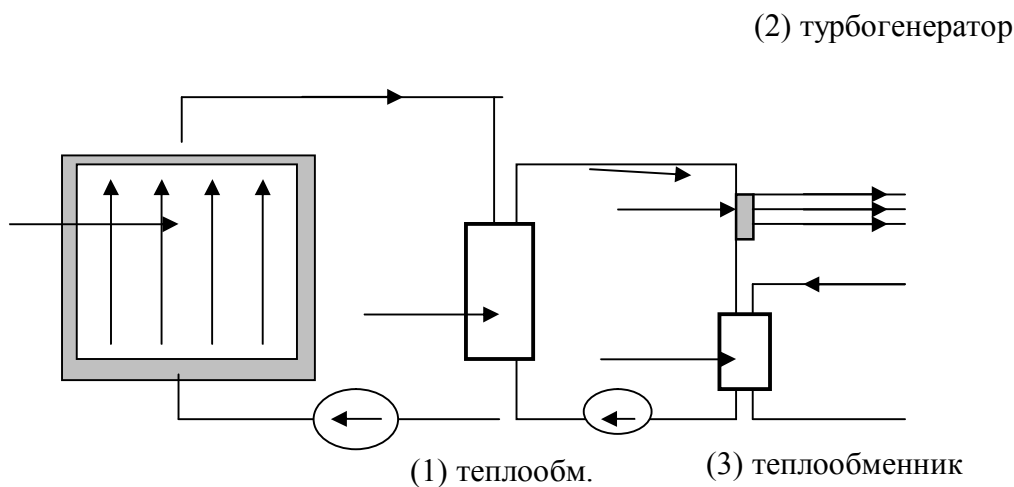 (2) турбогенератор
(1) теплообм.
(3) теплообменник